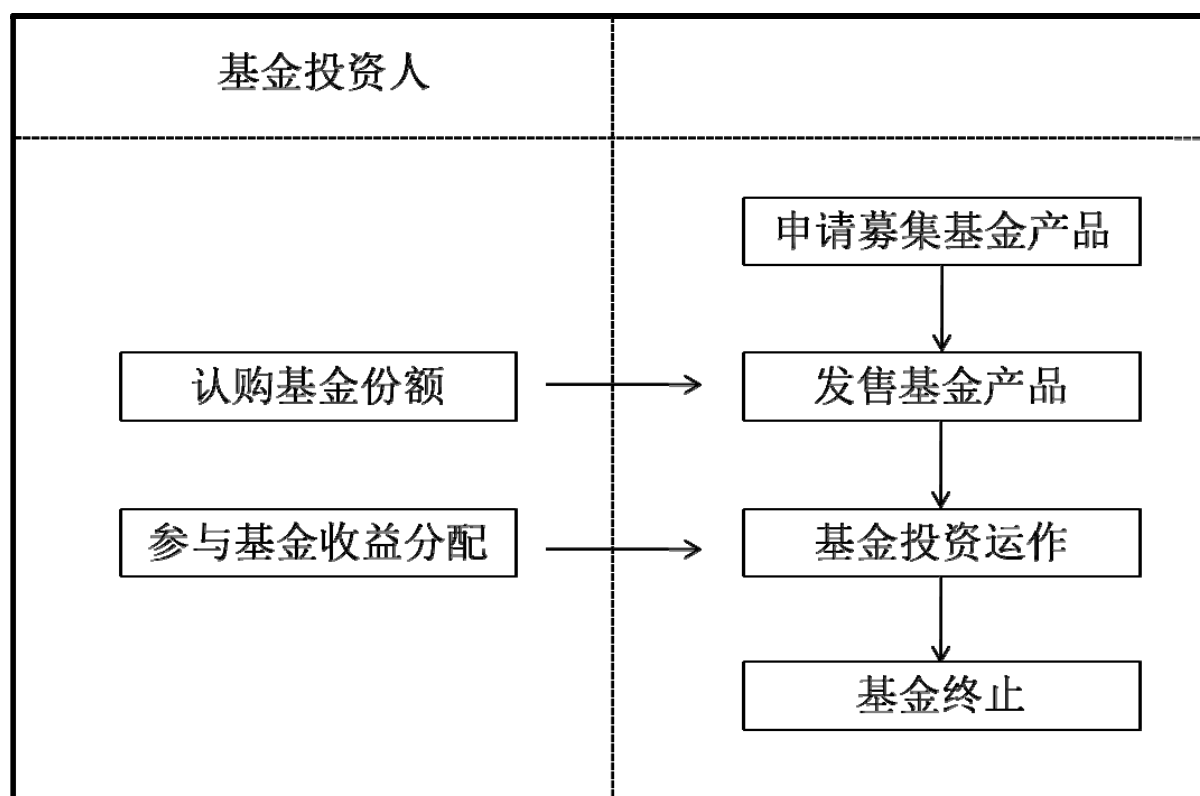 基金投资人
申请募集基金产品
认购基金份额
发售基金产品
参与基金收益分配
基金投资运作
基金终止